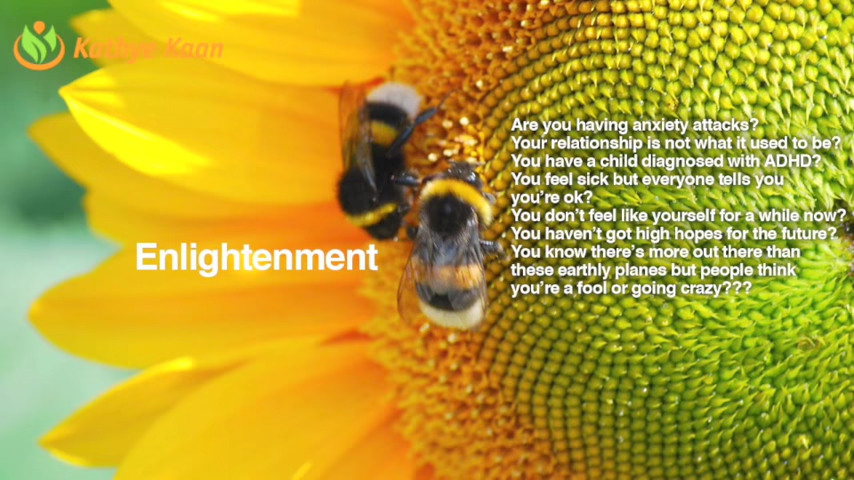 Kathye Kaan
Enlightenment
Are you having anxiety attacks?
Your relationship is not what it used to be?
You have a child diagnosed with ADHD?
You feel sick but everyone tells you
you're ok?
You don't feel like yourself for a while now?
You haven't got high hopes for the future?
You know there's more out there than
these earthly planes but people think
you're a fool or going crazy???